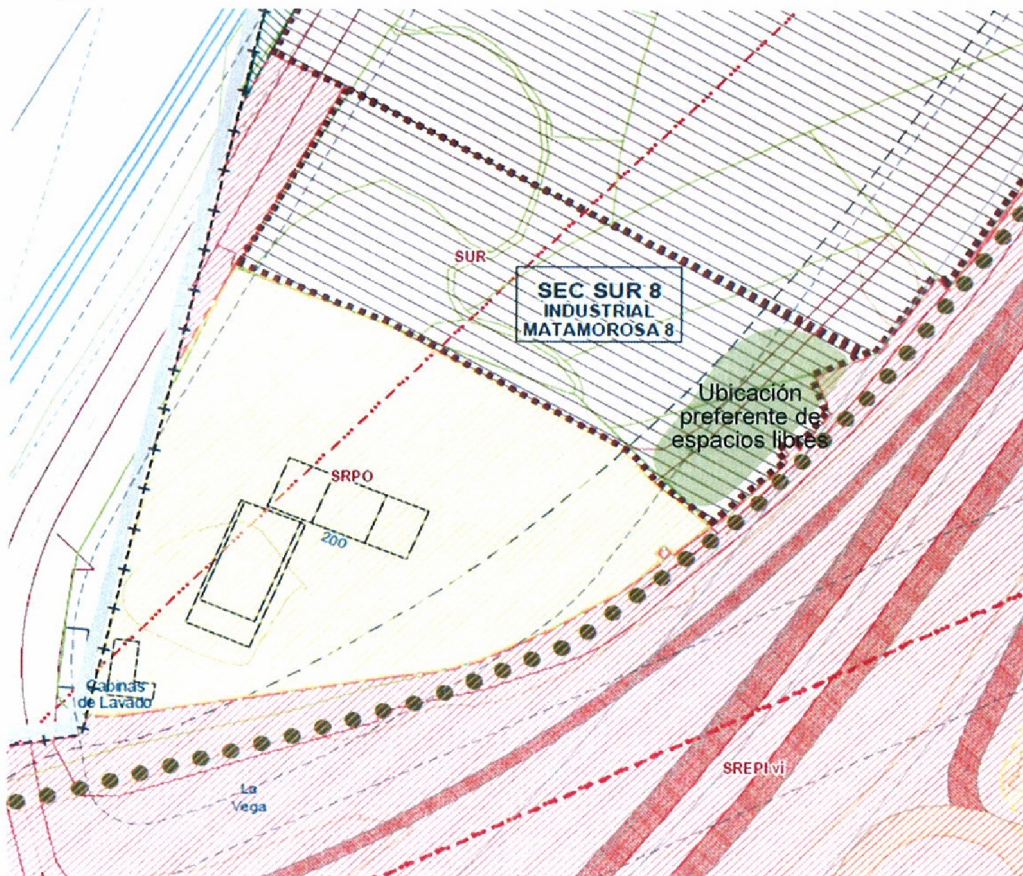 SUR
SEC SUR 8
INDUSTRIAL
MATAMOROSA 8
Ubicación
preferente de
espacios libres
SRPO
200
Cabinas
de Lavado
La
Vega
SREPI.vi